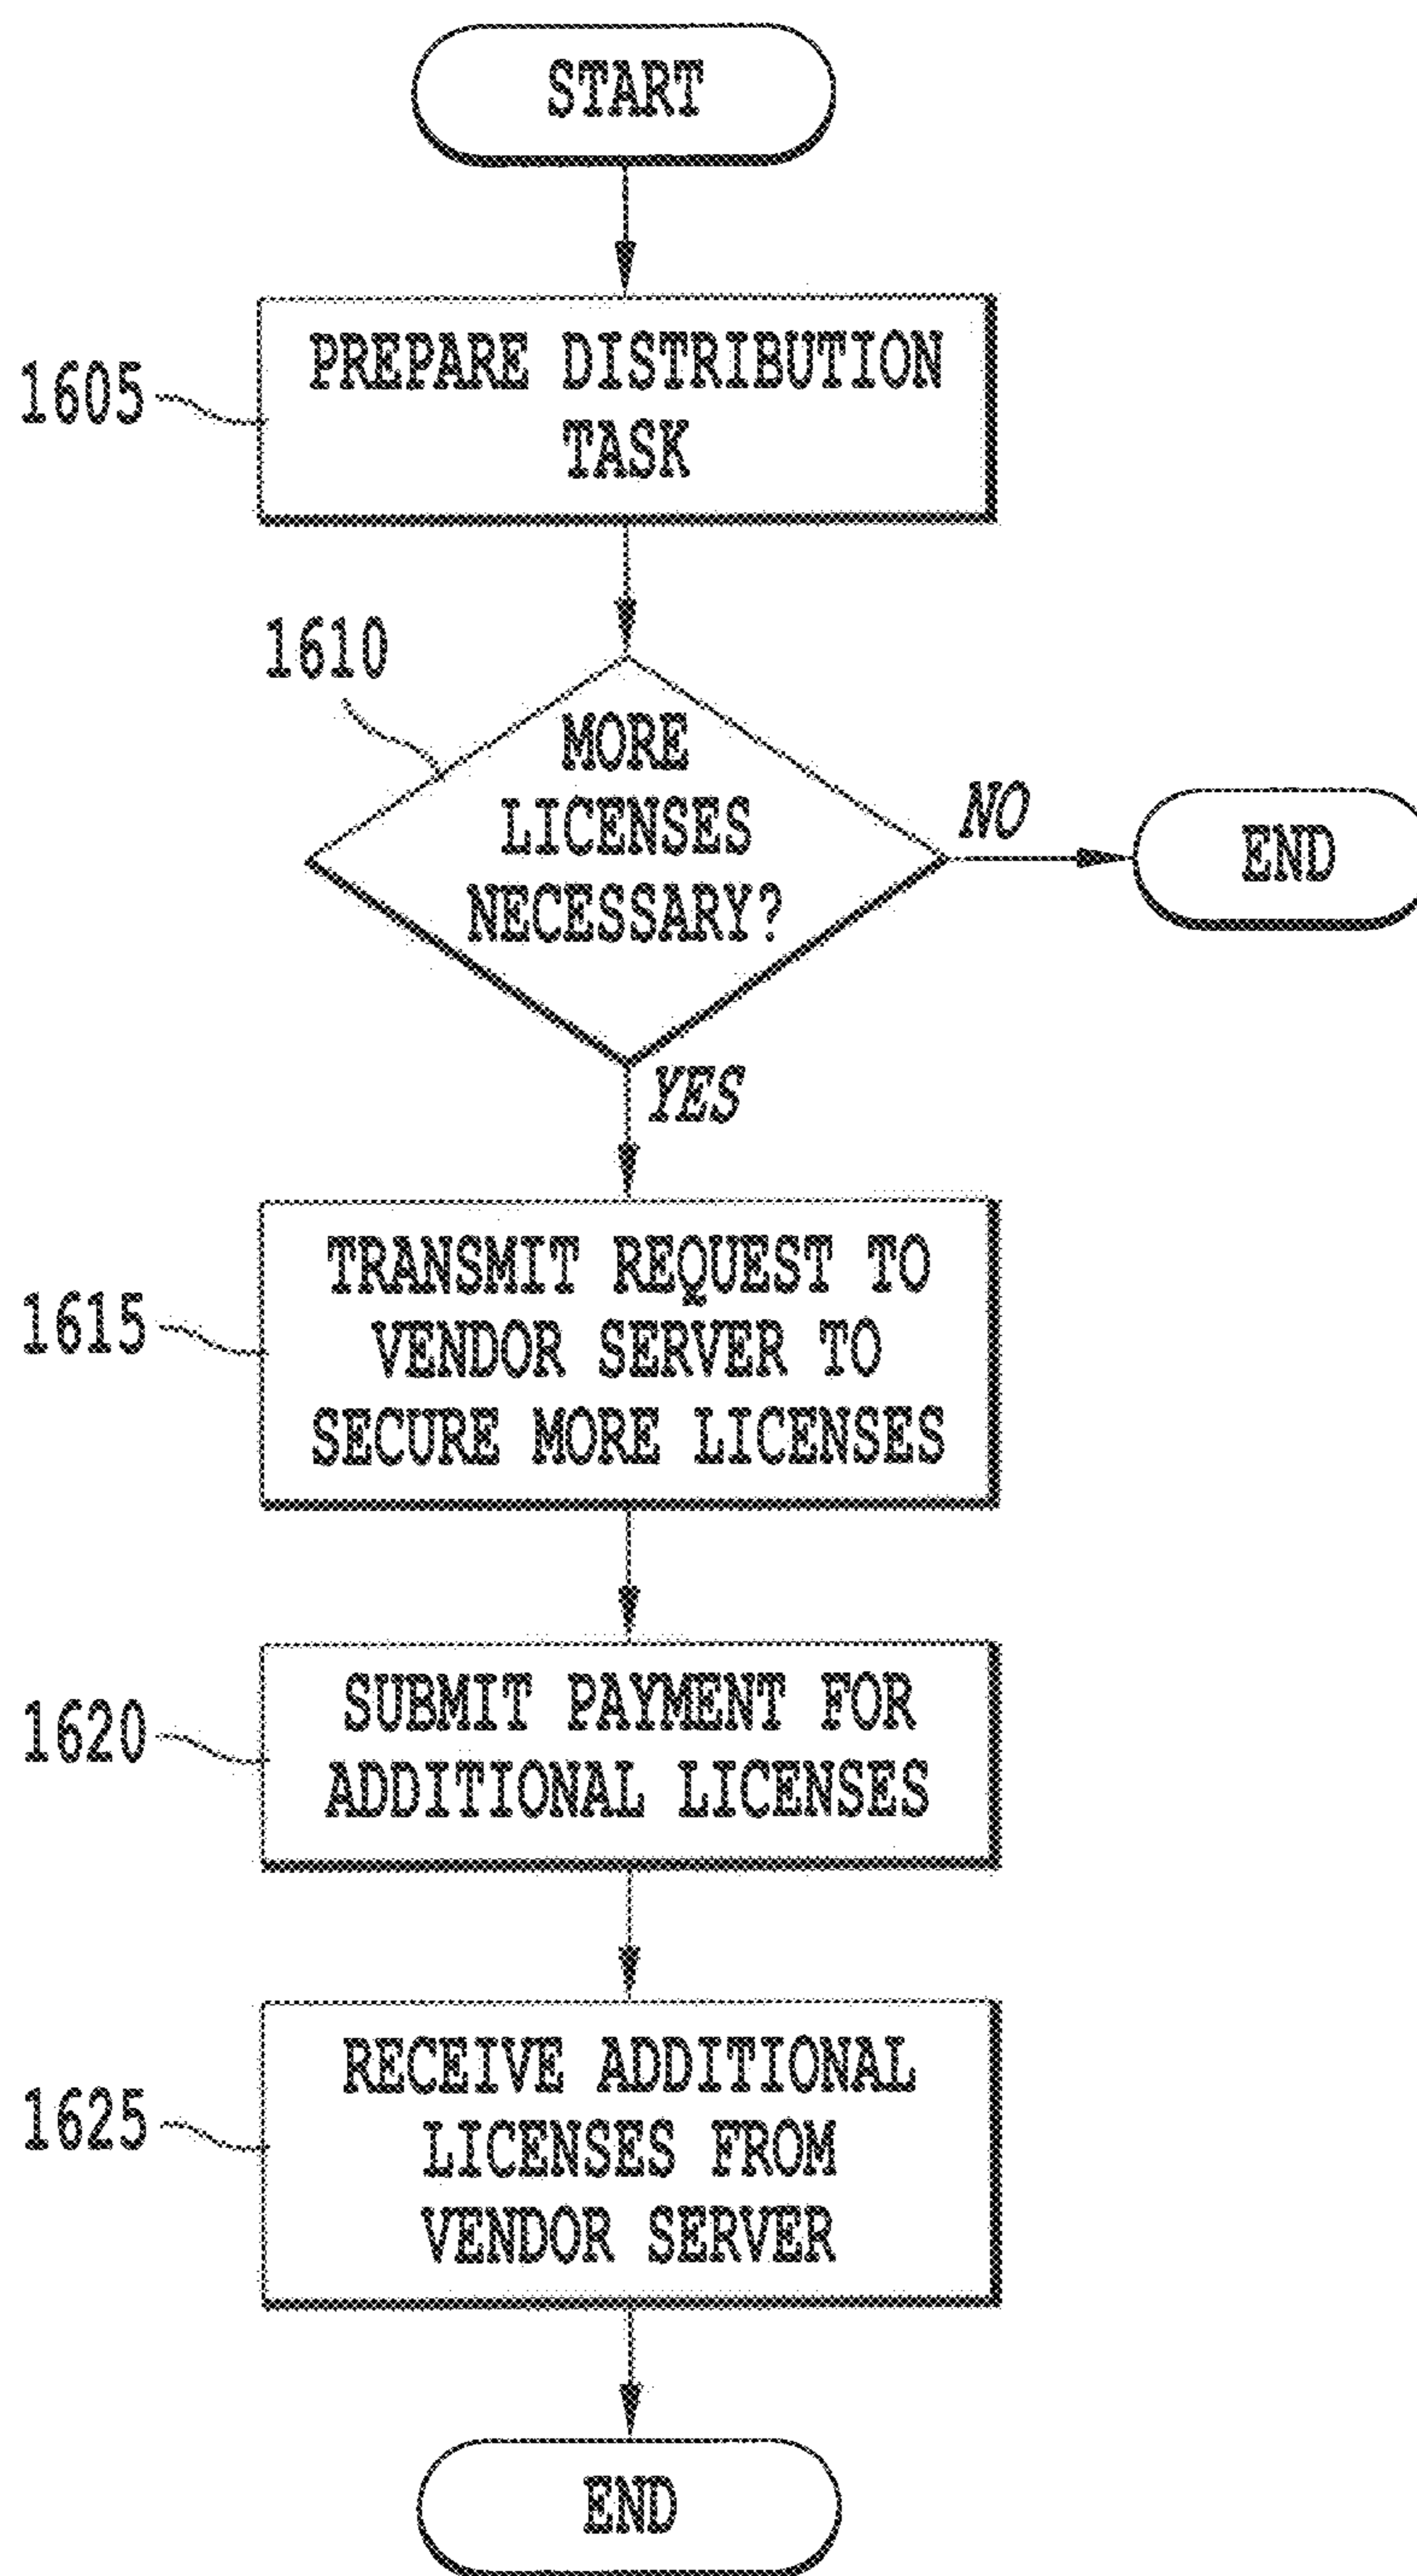 START
1605
PREPARE DISTRIBUTION
TASK
1610
MORE
LICENSES
NECESSARY?
NO
END
YES
1615
TRANSMIT REQUEST TO
VENDOR SERVER TO
SECURE MORE LICENSES
1620
SUBMIT PAYMENT FOR
ADDITIONAL LICENSES
1625
RECEIVE ADDITIONAL
LICENSES FROM
VENDOR SERVER
END